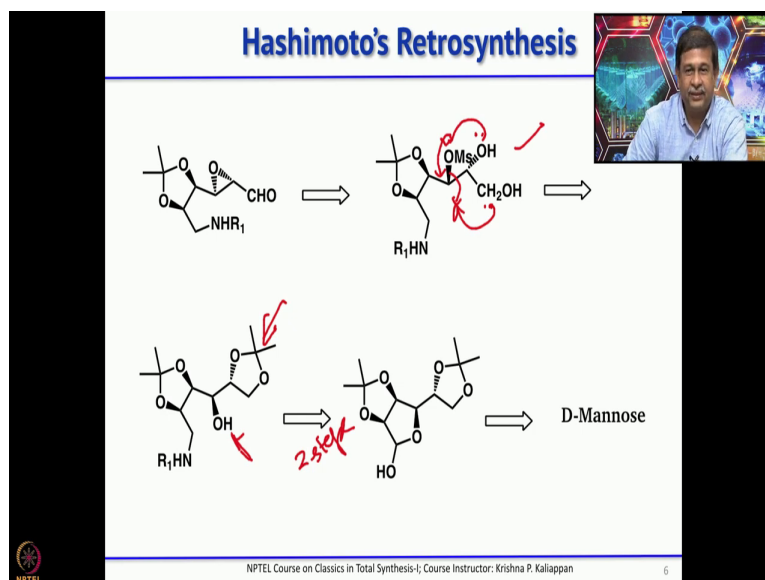 Hashimoto's Retrosynthesis
O
O
O
CHO
NHR1
O
O
OMs
OH
CH2OH
R1HN
O
O
O
O
OH
R1HN
2-steps
O
O
O
O
O
HO
D-Mannose
NPTEL Course on Classics in Total Synthesis-I; Course Instructor: Krishna P. Kaliappan
6
NPTEL